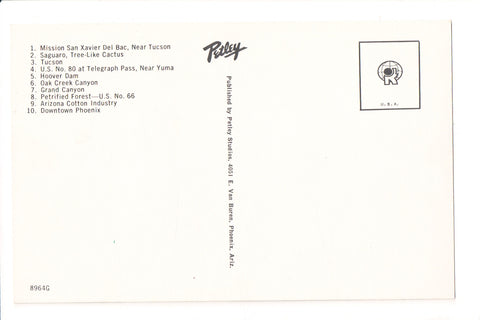 1. Mission San Xavier Del Bac, Near Tucson
2. Saguaro, Tree-Like Cactus
3. Tucson
4. U.S. No. 80 at Telegraph Pass, Near Yuma
5. Hoover Dam
6. Oak Creek Canyon
7. Grand Canyon
8. Petrified Forest—U.S. No. 66
9. Arizona Cotton Industry
10. Downtown Phoenix
8964G
Petley
Published by Petley Studios, 4051 E. Van Buren, Phoenix, Ariz.
R
U.S.A.